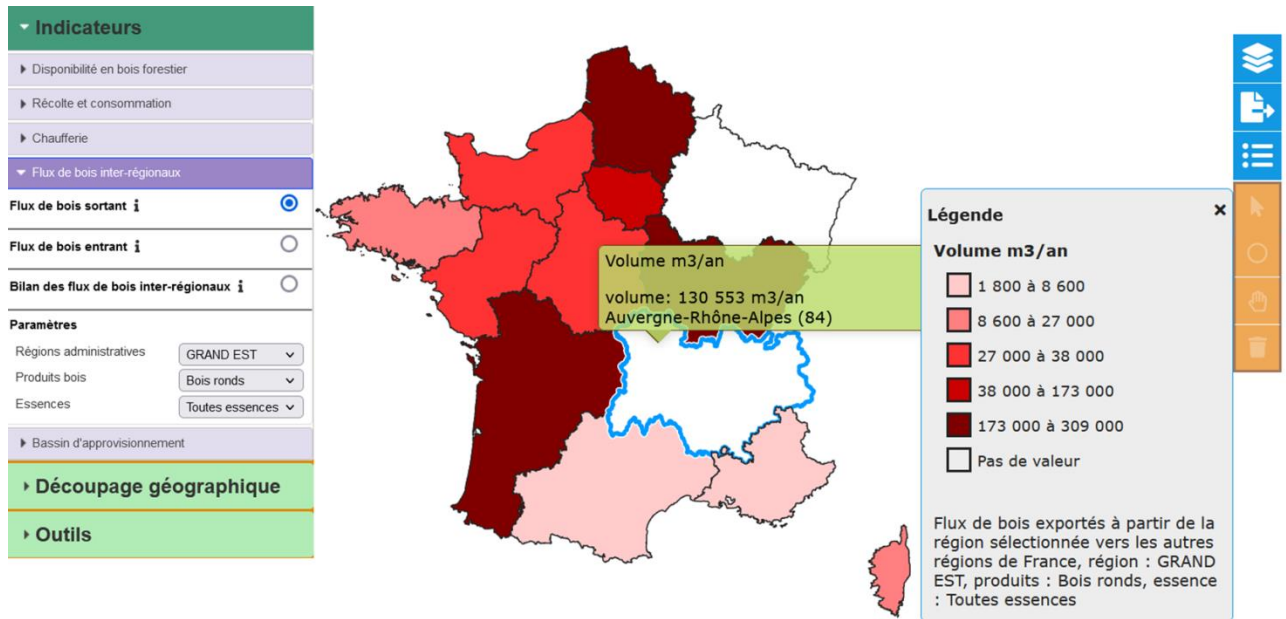 Indicateurs
Disponibilité en bois forestier
Récolte et consommation
Chaufferie
Flux de bois inter-régionaux
Flux de bois sortant i
Flux de bois entrant i
Bilan des flux de bois inter-régionaux i
Paramètres
Régions administratives GRAND EST
Produits bois Bois ronds
Essences Toutes essences
Bassin d'approvisionnement
Découpage géographique
Outils
Volume m3/an
volume: 130 553 m3/an
Auvergne-Rhône-Alpes (84)
Légende ×
Volume m3/an
1 800 à 8 600
8 600 à 27 000
27 000 à 38 000
38 000 à 173 000
173 000 à 309 000
Pas de valeur
Flux de bois exportés à partir de la
région sélectionnée vers les autres
régions de France, région : GRAND
EST, produits : Bois ronds, essence
: Toutes essences